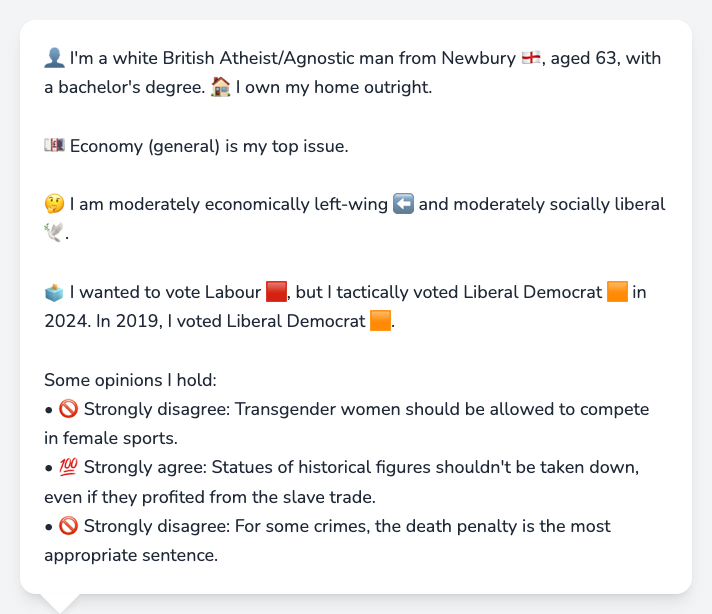 👤 I'm a white British Atheist/Agnostic man from Newbury 🏴󠁧󠁢󠁥󠁮󠁧󠁿, aged 63, with
a bachelor's degree. 🏠 I own my home outright.
💷 Economy (general) is my top issue.
🤔 I am moderately economically left-wing ⬅️ and moderately socially liberal
🕊️.
🗳️ I wanted to vote Labour 🟥, but I tactically voted Liberal Democrat 🟧 in
2024. In 2019, I voted Liberal Democrat 🟧.
Some opinions I hold:
• 🚫 Strongly disagree: Transgender women should be allowed to compete
in female sports.
• 💯 Strongly agree: Statues of historical figures shouldn't be taken down,
even if they profited from the slave trade.
• 🚫 Strongly disagree: For some crimes, the death penalty is the most
appropriate sentence.